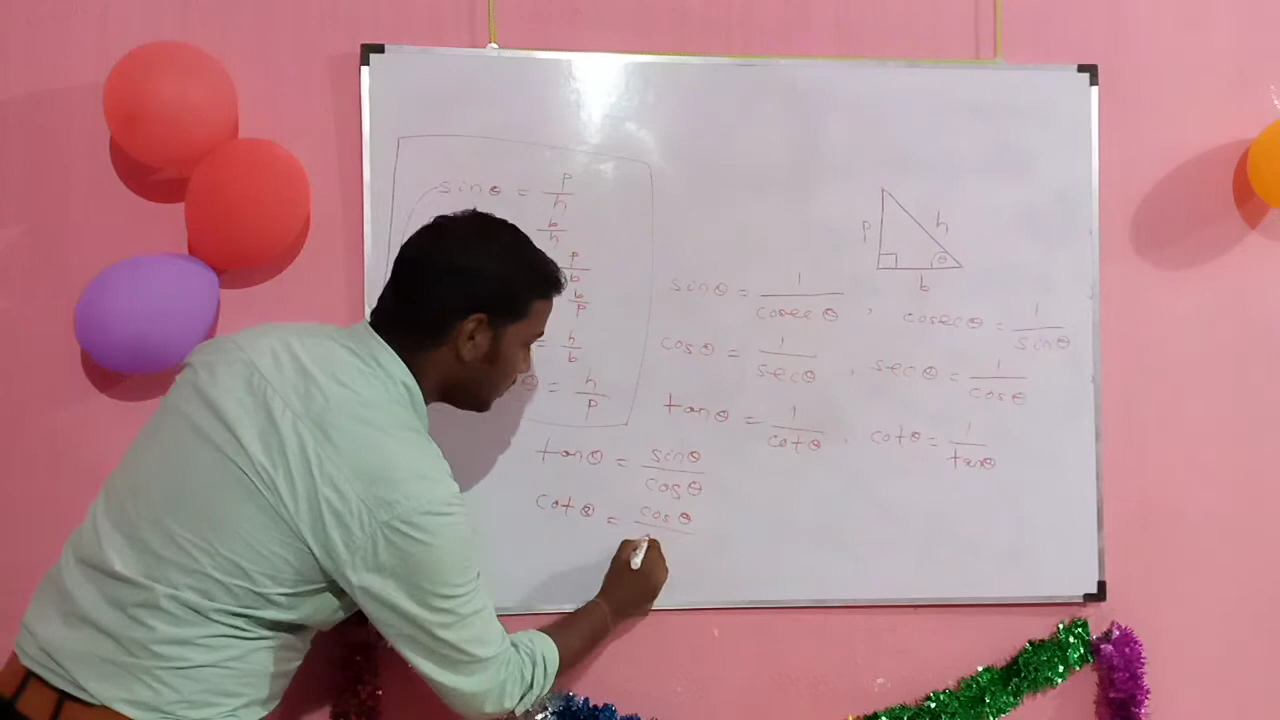 sinθ = p/h
b/h
p/b
b/p
= h/b
θ = h/p
p
h
θ
b
sinθ = 1/cosecθ , cosecθ = 1/sinθ
cosθ = 1/secθ , secθ = 1/cosθ
tanθ = 1/cotθ , cotθ = 1/tanθ
tanθ = sinθ/cosθ
cotθ = cosθ/